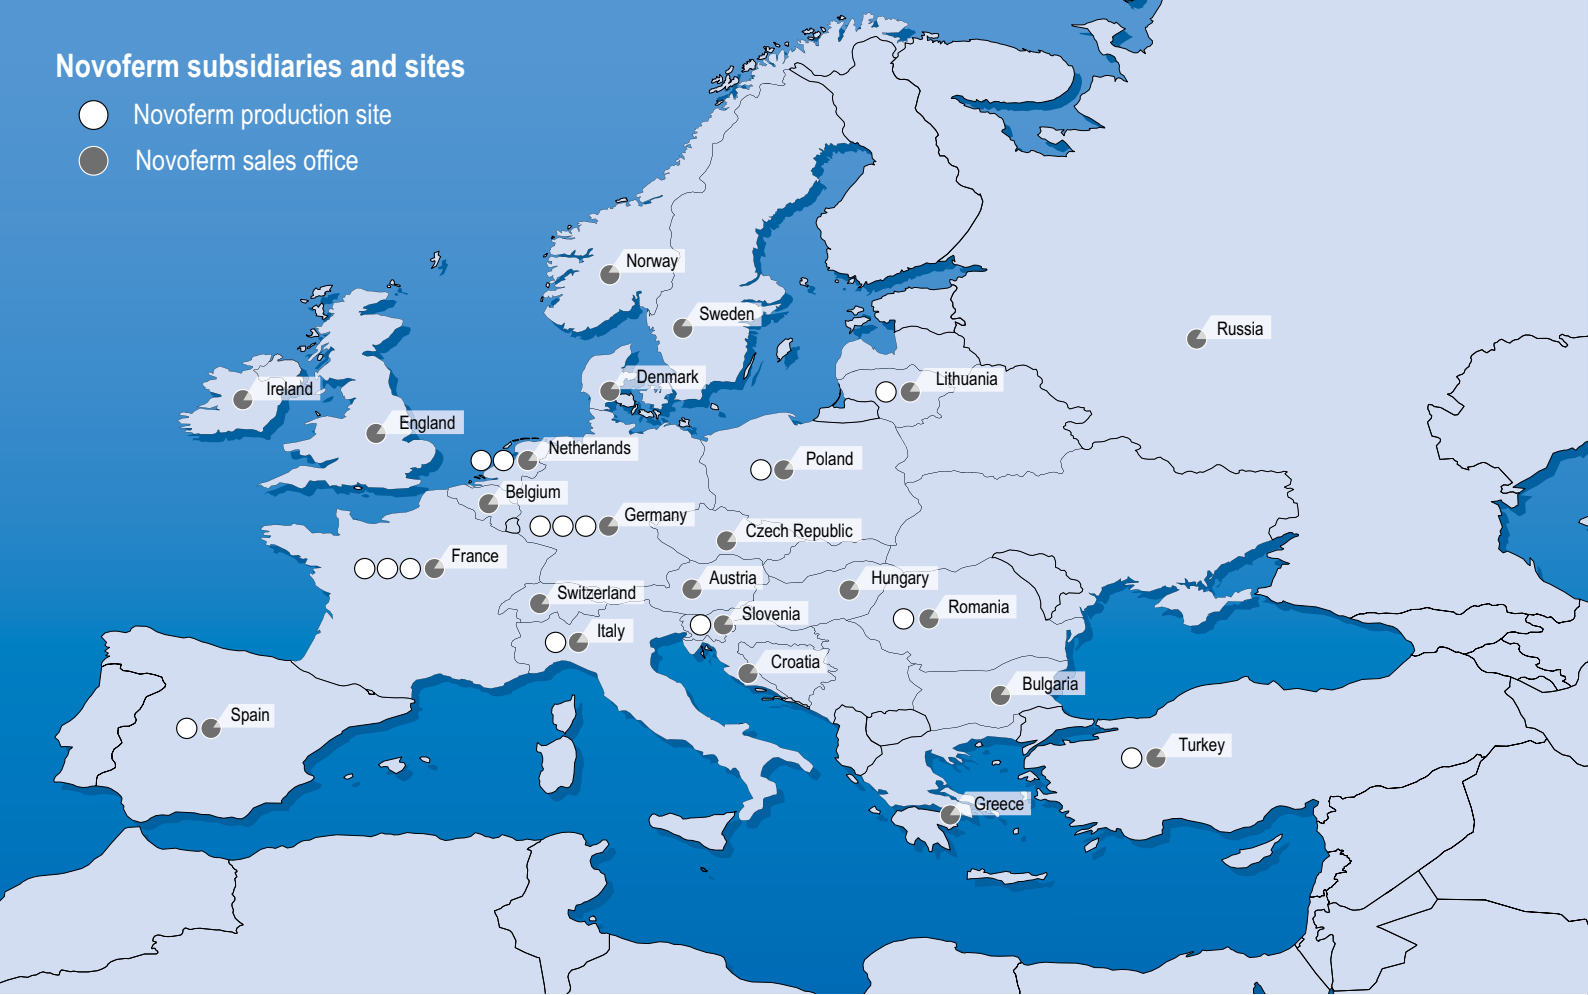 Novoferm subsidiaries and sites
Novoferm production site
Novoferm sales office
Norway
Sweden
Russia
Denmark
Lithuania
Ireland
England
Netherlands
Poland
Belgium
Germany
Czech Republic
France
Austria
Hungary
Switzerland
Slovenia
Romania
Italy
Croatia
Bulgaria
Spain
Turkey
Greece